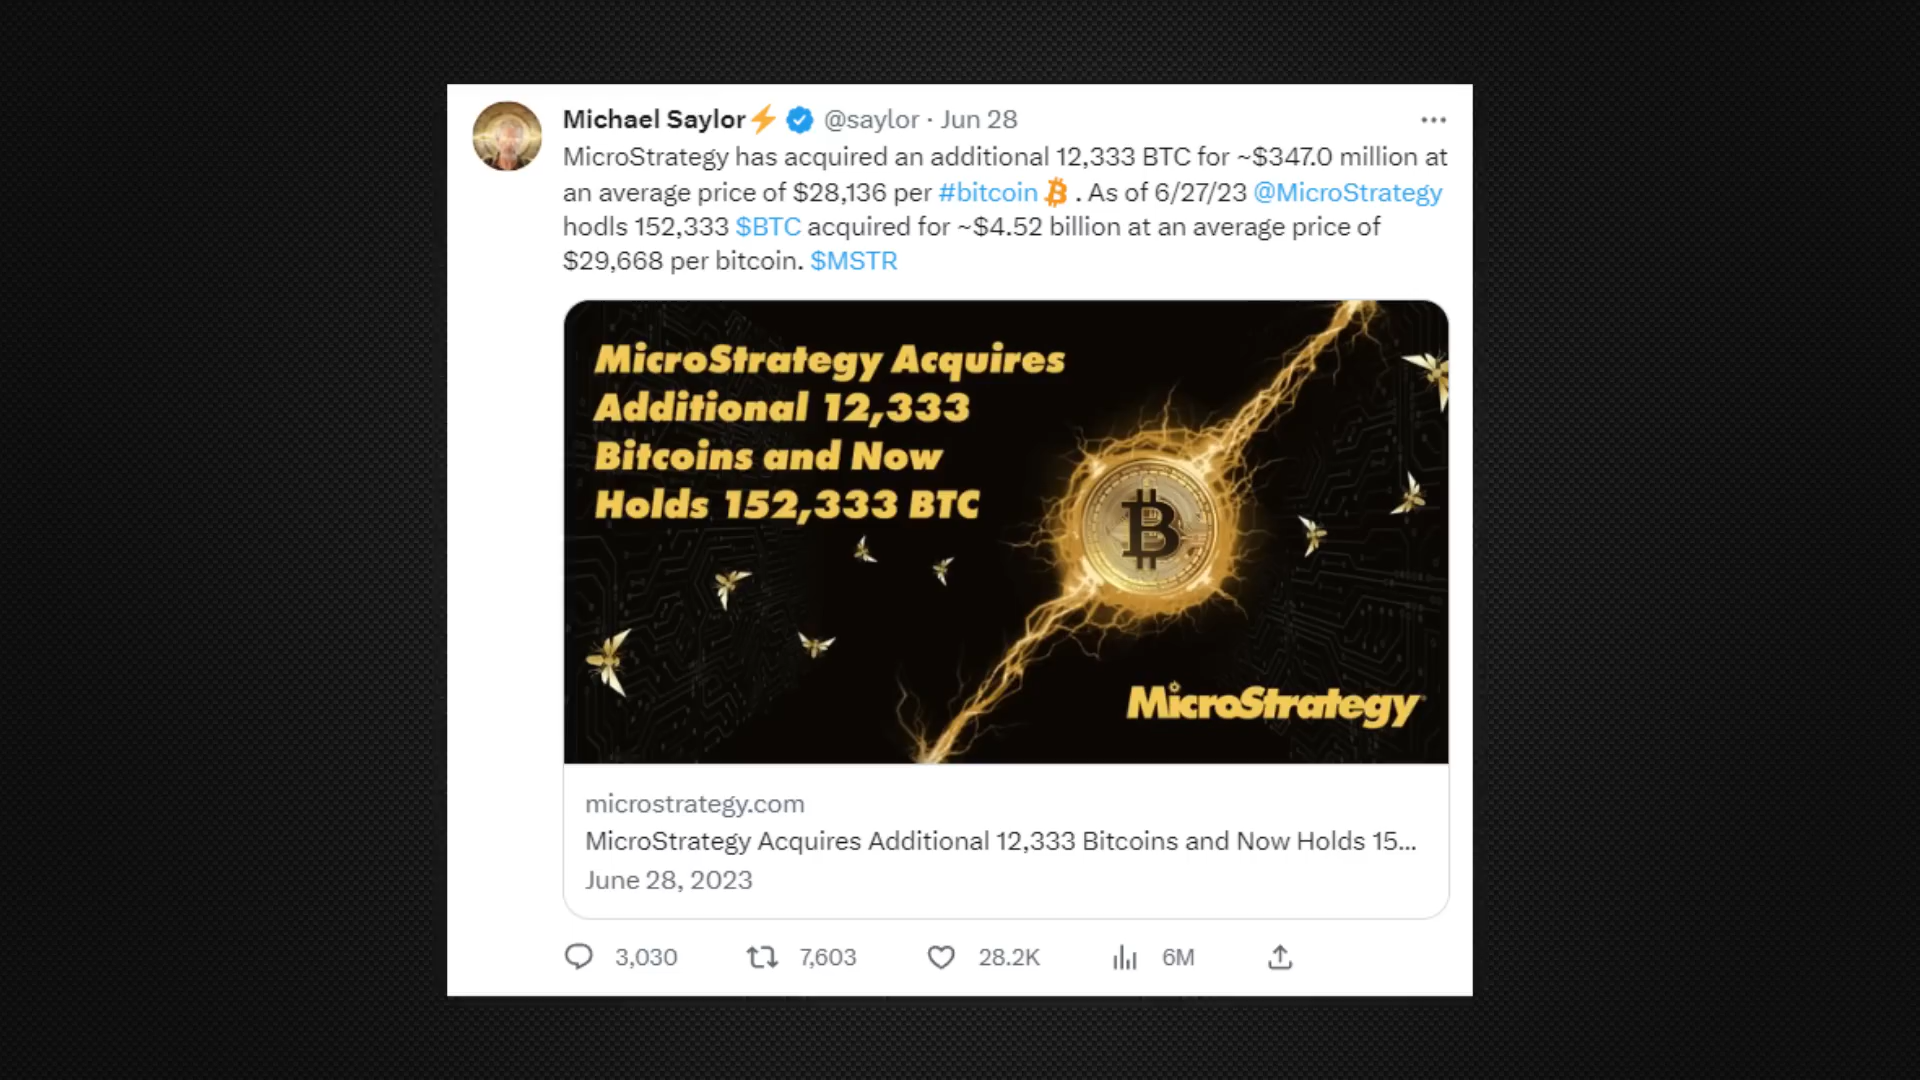 Michael Saylor⚡ @saylor · Jun 28
MicroStrategy has acquired an additional 12,333 BTC for ~$347.0 million at
an average price of $28,136 per #bitcoin . As of 6/27/23 @MicroStrategy
hodls 152,333 $BTC acquired for ~$4.52 billion at an average price of
$29,668 per bitcoin. $MSTR
MicroStrategy Acquires
Additional 12,333
Bitcoins and Now
Holds 152,333 BTC
MicroStrategy
microstrategy.com
MicroStrategy Acquires Additional 12,333 Bitcoins and Now Holds 15...
June 28, 2023
3,030 7,603 28.2K 6M